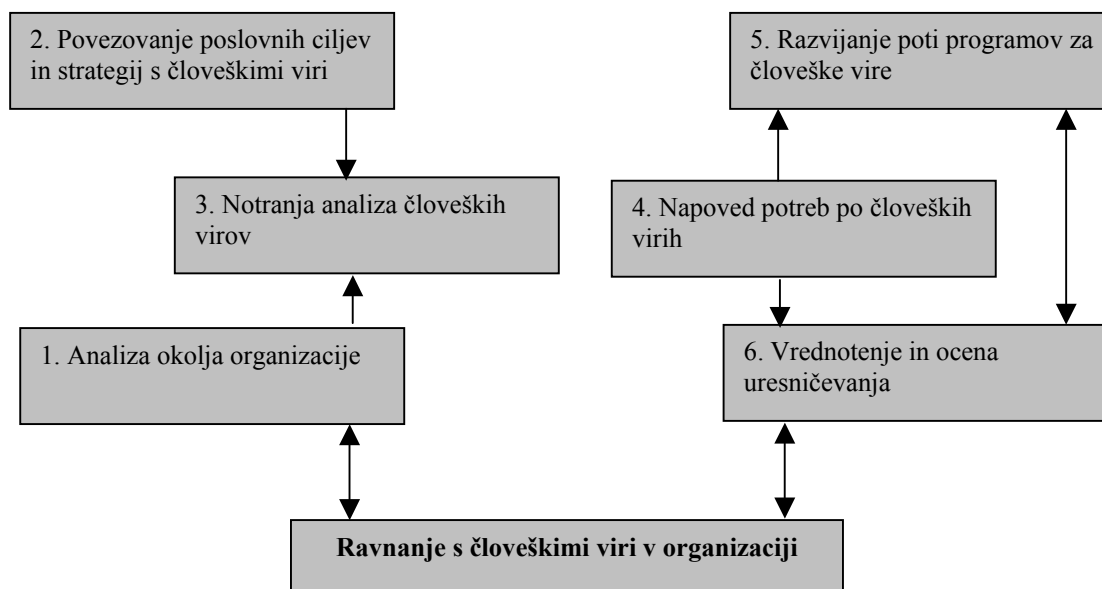 2. Povezovanje poslovnih ciljev
in strategij s človeškimi viri
5. Razvijanje poti programov za
človeške vire
3. Notranja analiza človeških
virov
4. Napoved potreb po človeških
virih
1. Analiza okolja organizacije
6. Vrednotenje in ocena
uresničevanja
Ravnanje s človeškimi viri v organizaciji